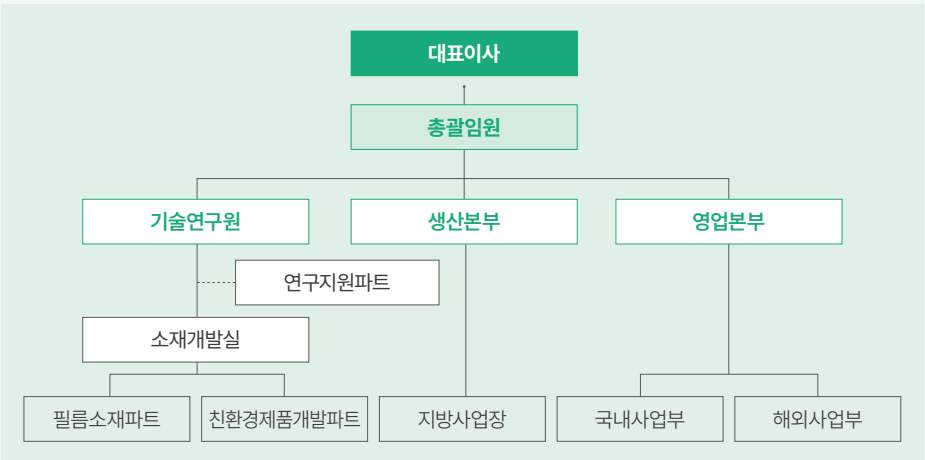 대표이사
총괄임원
기술연구원
생산본부
영업본부
연구지원파트
소재개발실
필름소재파트
친환경제품개발파트
지방사업장
국내사업부
해외사업부